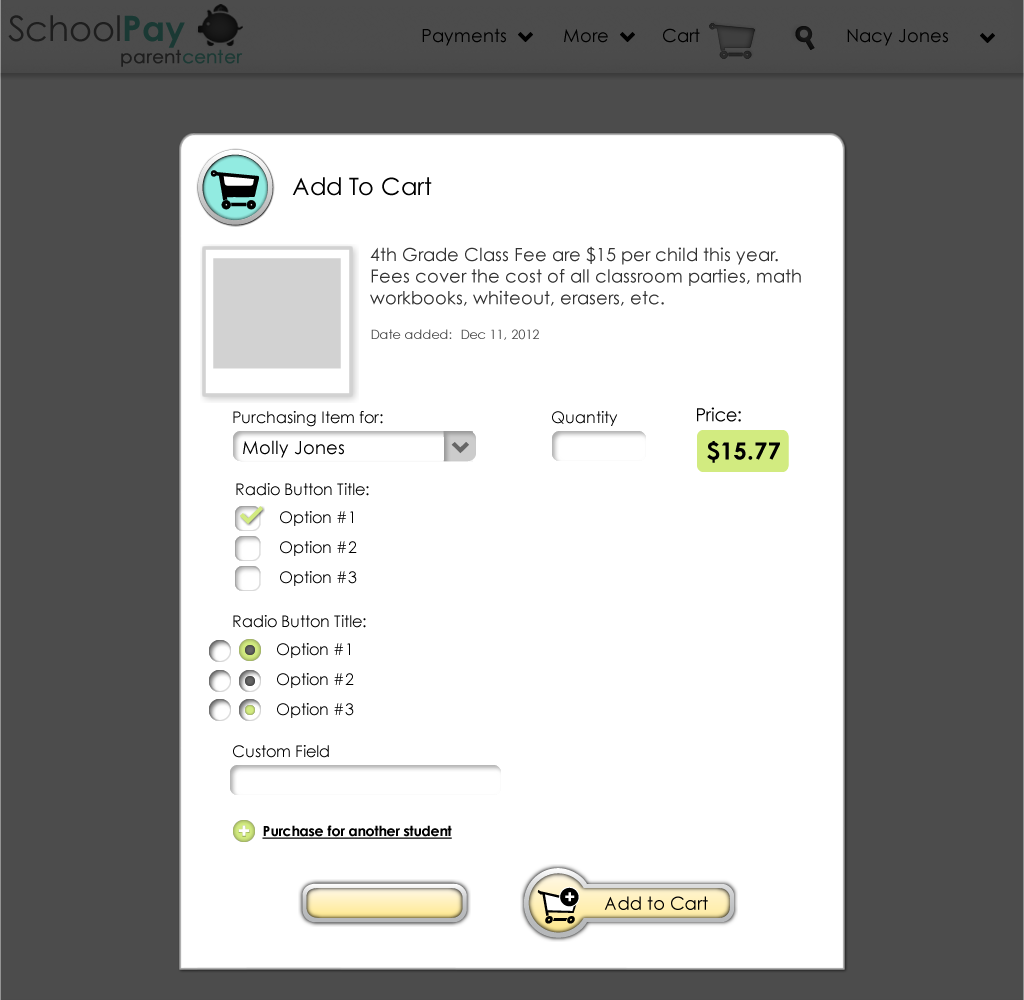 SchoolPay
parentcenter
Payments
More
Cart
Nacy Jones
Add To Cart
4th Grade Class Fee are $15 per child this year.
Fees cover the cost of all classroom parties, math
workbooks, whiteout, erasers, etc.
Date added: Dec 11, 2012
Purchasing Item for:
Quantity
Price:
Molly Jones
$15.77
Radio Button Title:
Option #1
Option #2
Option #3
Radio Button Title:
Option #1
Option #2
Option #3
Custom Field
Purchase for another student
Add to Cart